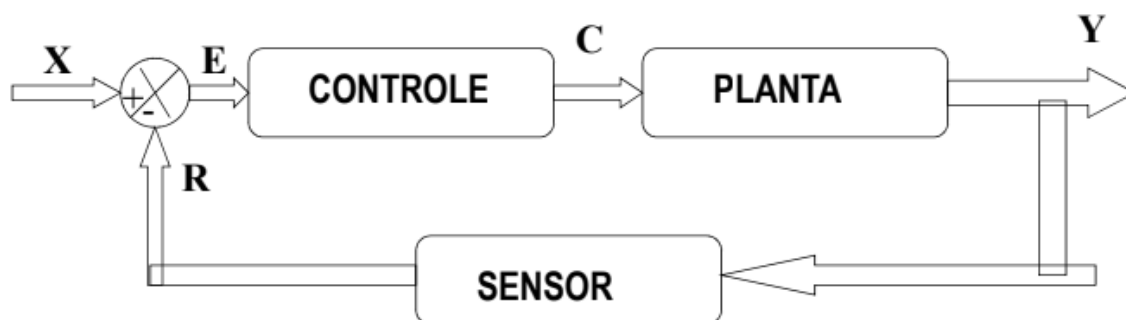 X
E
CONTROLE
C
PLANTA
Y
+
-
R
SENSOR